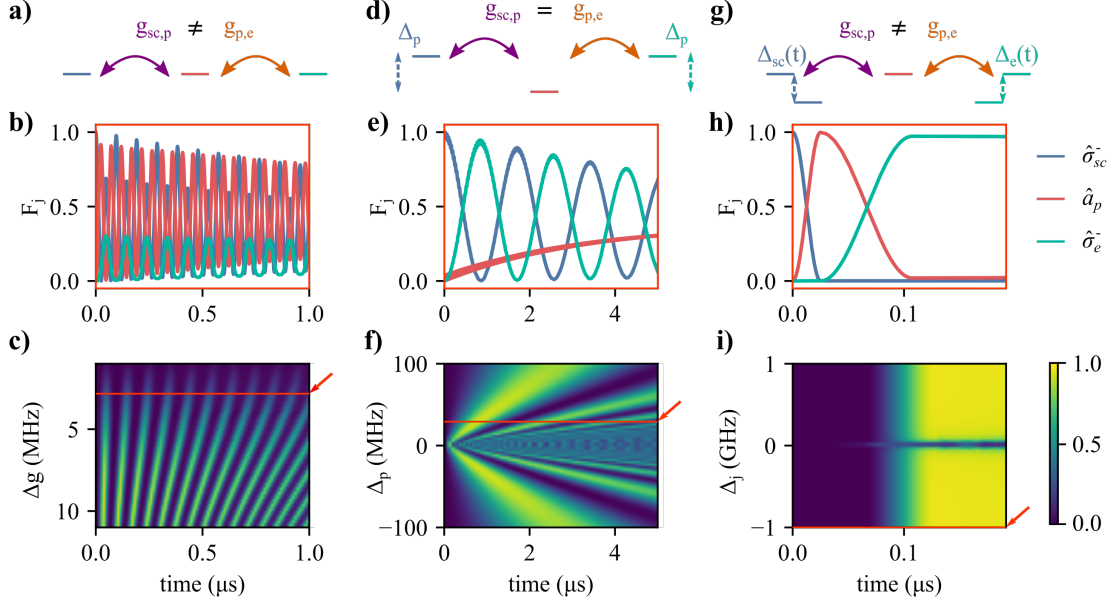 a)
g_sc,p ≠ g_p,e
d)
g_sc,p = g_p,e
Δ_p
Δ_p
g)
g_sc,p ≠ g_p,e
Δ_sc(t)
Δ_e(t)
b)
1.0
0.5
0.0
F_j
0.0 0.5 1.0
e)
1.0
0.5
0.0
F_j
0 2 4
h)
1.0
0.5
0.0
F_j
0.0 0.1
σ̂⁻_sc
â_p
σ̂⁻_e
c)
5
10
Δg (MHz)
0.0 0.5 1.0
time (μs)
f)
100
0
−100
Δ_p (MHz)
0 2 4
time (μs)
i)
1
0
−1
Δ_j (GHz)
0.0 0.1
time (μs)
1.0
0.5
0.0